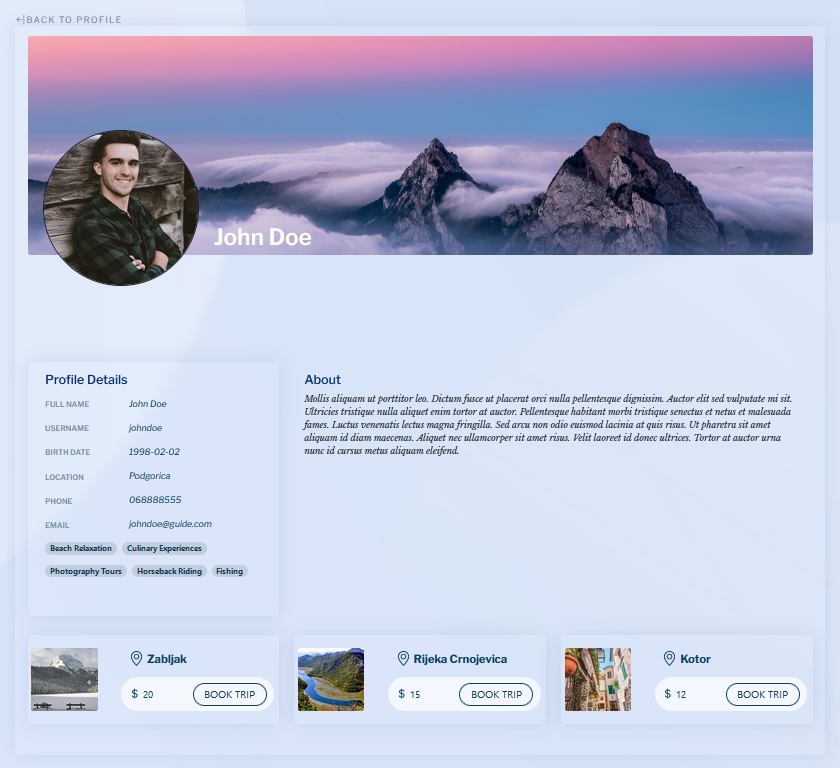 ←|BACK TO PROFILE
John Doe
Profile Details
FULL NAME John Doe
USERNAME johndoe
BIRTH DATE 1998-02-02
LOCATION Podgorica
PHONE 068888555
EMAIL johndoe@guide.com
Beach Relaxation Culinary Experiences
Photography Tours Horseback Riding Fishing
About
Mollis aliquam ut porttitor leo. Dictum fusce ut placerat orci nulla pellentesque dignissim. Auctor elit sed vulputate mi sit.
Ultricies tristique nulla aliquet enim tortor at auctor. Pellentesque habitant morbi tristique senectus et netus et malesuada
fames. Luctus venenatis lectus magna fringilla. Sed arcu non odio euismod lacinia at quis risus. Ut pharetra sit amet
aliquam id diam maecenas. Aliquet nec ullamcorper sit amet risus. Velit laoreet id donec ultrices. Tortor at auctor urna
nunc id cursus metus aliquam eleifend.
Zabljak
$ 20 BOOK TRIP
Rijeka Crnojevica
$ 15 BOOK TRIP
Kotor
$ 12 BOOK TRIP